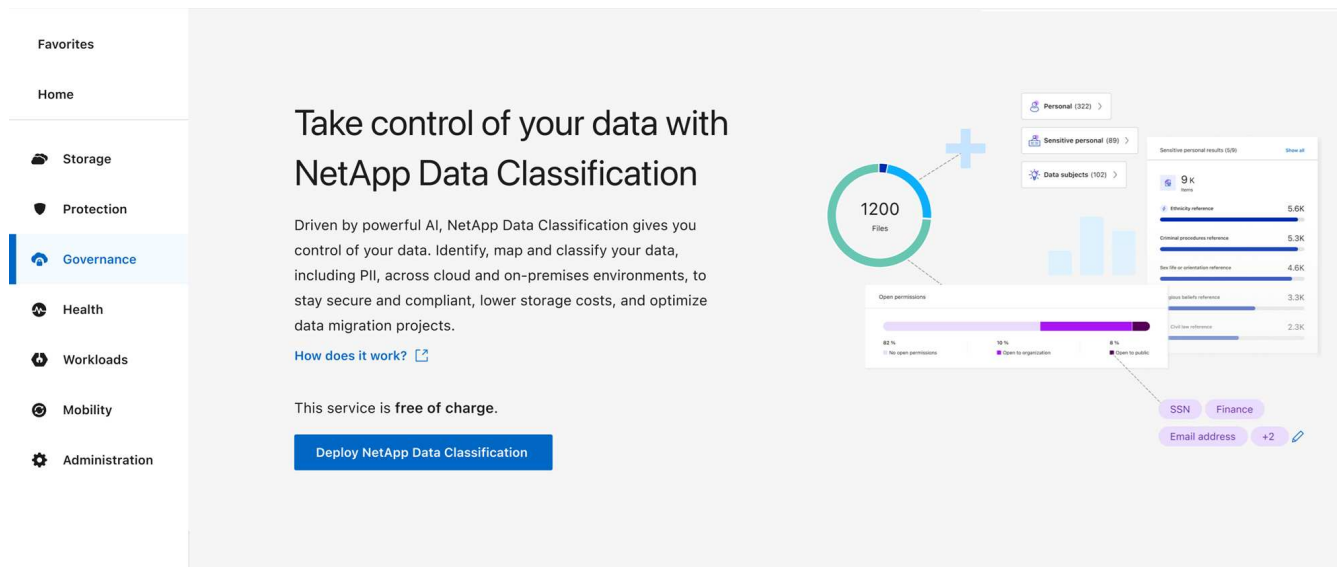 Favorites
Home
Storage
Protection
Governance
Health
Workloads
Mobility
Administration
Take control of your data with
NetApp Data Classification
Driven by powerful AI, NetApp Data Classification gives you
control of your data. Identify, map and classify your data,
including PII, across cloud and on-premises environments, to
stay secure and compliant, lower storage costs, and optimize
data migration projects.
How does it work?
This service is free of charge.
Deploy NetApp Data Classification
1200
Files
Personal (322)
Sensitive personal (89)
Data subjects (102)
Sensitive personal results (5/9) Show all
9 K
items
Ethnicity reference 5.6K
Criminal procedures reference 5.3K
Sex life or orientation reference 4.6K
beliefs reference 3.3K
Civil law reference 2.3K
Open permissions
82 % 10 % 8 %
No open permissions Open to organization Open to public
SSN Finance
Email address +2